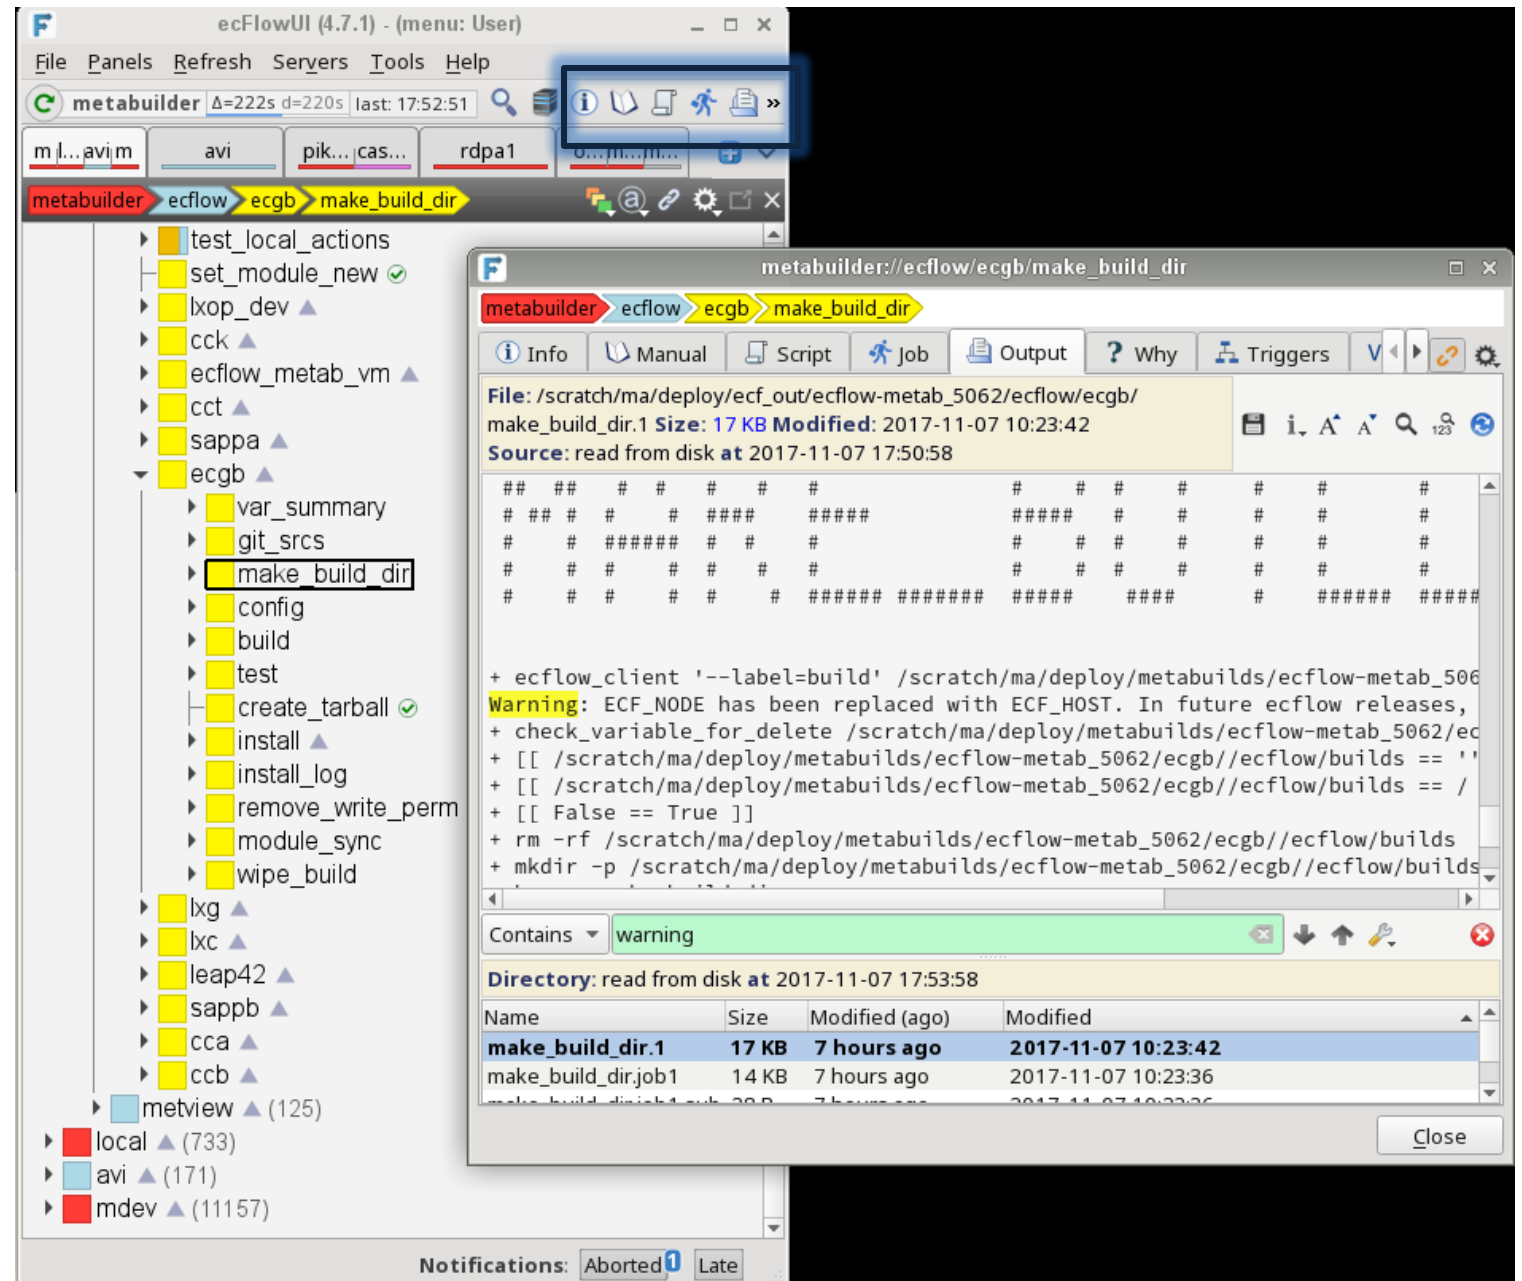 ecFlowUI (4.7.1) - (menu: User)
File Panels Refresh Servers Tools Help
metabuilder Δ=222s d=220s last: 17:52:51
m l...avi m avi pik... cas... rdpa1 o...m...m...
metabuilder ecflow ecgb make_build_dir
test_local_actions
set_module_new
lxop_dev
cck
ecflow_metab_vm
cct
sappa
ecgb
var_summary
git_srcs
make_build_dir
config
build
test
create_tarball
install
install_log
remove_write_perm
module_sync
wipe_build
lxg
lxc
leap42
sappb
cca
ccb
metview (125)
local (733)
avi (171)
mdev (11157)
Notifications: Aborted 1 Late
metabuilder://ecflow/ecgb/make_build_dir
metabuilder ecflow ecgb make_build_dir
Info Manual Script Job Output ? Why Triggers V
File: /scratch/ma/deploy/ecf_out/ecflow-metab_5062/ecflow/ecgb/
make_build_dir.1 Size: 17 KB Modified: 2017-11-07 10:23:42
Source: read from disk at 2017-11-07 17:50:58
+ ecflow_client '--label=build' /scratch/ma/deploy/metabuilds/ecflow-metab_506
Warning: ECF_NODE has been replaced with ECF_HOST. In future ecflow releases,
+ check_variable_for_delete /scratch/ma/deploy/metabuilds/ecflow-metab_5062/ec
+ [[ /scratch/ma/deploy/metabuilds/ecflow-metab_5062/ecgb//ecflow/builds == ''
+ [[ /scratch/ma/deploy/metabuilds/ecflow-metab_5062/ecgb//ecflow/builds == /
+ [[ False == True ]]
+ rm -rf /scratch/ma/deploy/metabuilds/ecflow-metab_5062/ecgb//ecflow/builds
+ mkdir -p /scratch/ma/deploy/metabuilds/ecflow-metab_5062/ecgb//ecflow/builds
Contains warning
Directory: read from disk at 2017-11-07 17:53:58
Name Size Modified (ago) Modified
make_build_dir.1 17 KB 7 hours ago 2017-11-07 10:23:42
make_build_dir.job1 14 KB 7 hours ago 2017-11-07 10:23:36
Close